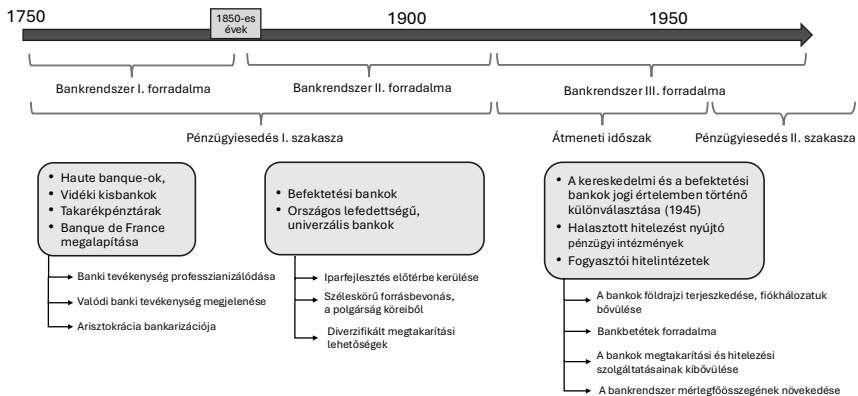 1750
1850-es
évek
1900
1950
Bankrendszer I. forradalma
Bankrendszer II. forradalma
Bankrendszer III. forradalma
Pénzügyiesedés I. szakasza
Átmeneti időszak
Pénzügyiesedés II. szakasza
• Haute banque-ok,
• Vidéki kisbankok
• Takarékpénztárak
• Banque de France
megalapítása
Banki tevékenység professzianizálódása
Valódi banki tevékenység megjelenése
Arisztokrácia bankarizációja
• Befektetési bankok
• Országos lefedettségű,
univerzális bankok
Iparfejlesztés előtérbe kerülése
Széleskörű forrásbevonás,
a polgárság köreiből
Diverzifikált megtakarítási
lehetőségek
• A kereskedelmi és a befektetési
bankok jogi értelemben történő
különválasztása (1945)
• Halasztott hitelezést nyújtó
pénzügyi intézmények
• Fogyasztói hitelintézetek
A bankok földrajzi terjeszkedése, fiókhálózatuk
bővülése
Bankbetétek forradalma
A bankok megtakarítási és hitelezési
szolgáltatásainak kibővülése
A bankrendszer mérlegfőösszegének növekedése